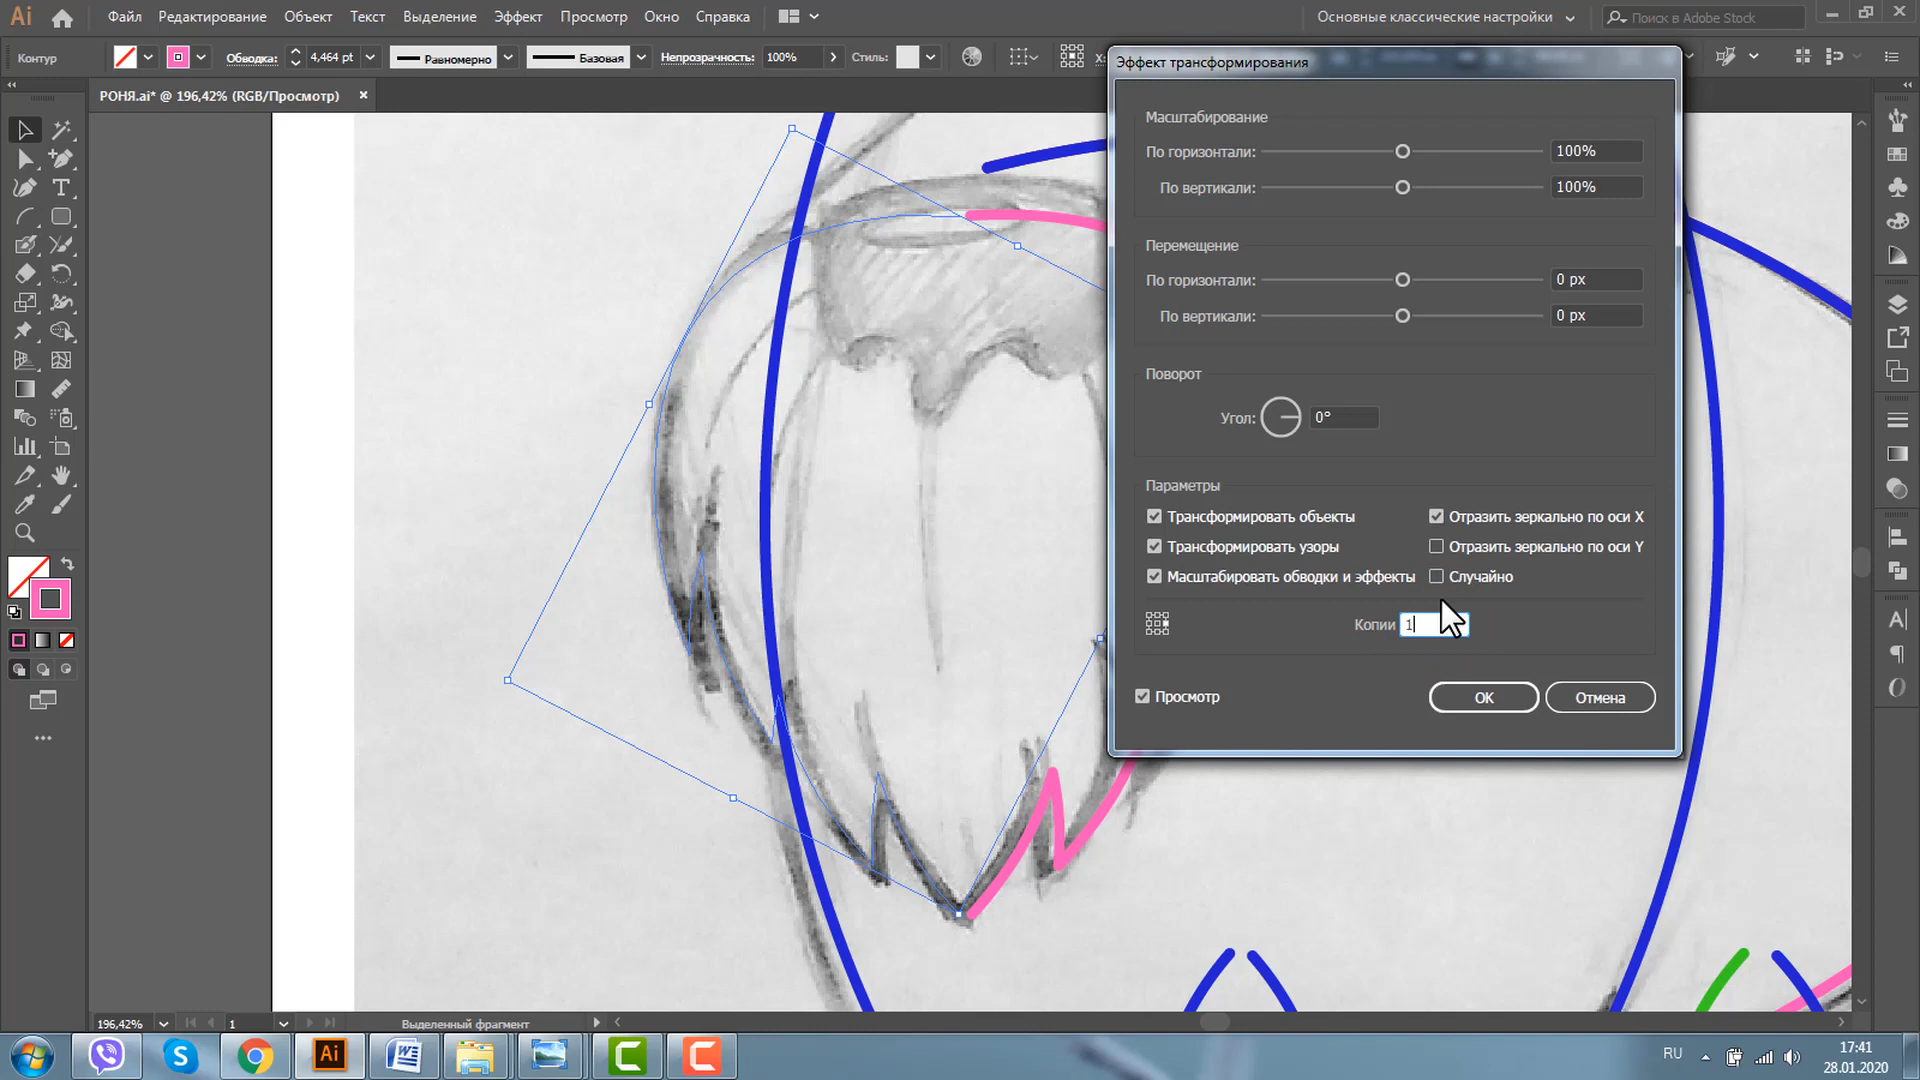 Ai Файл Редактирование Объект Текст Выделение Эффект Просмотр Окно Справка Основные классические настройки Поиск в Adobe Stock
Контур Обводка: 4,464 pt Равномерно Базовая Непрозрачность: 100% Стиль: X:
РОНЯ.ai* @ 196,42% (RGB/Просмотр) ×
Эффект трансформирования
Масштабирование
По горизонтали: 100%
По вертикали: 100%
Перемещение
По горизонтали: 0 px
По вертикали: 0 px
Поворот
Угол: 0°
Параметры
Трансформировать объекты Отразить зеркально по оси X
Трансформировать узоры Отразить зеркально по оси Y
Масштабировать обводки и эффекты Случайно
Копии 1
Просмотр OK Отмена
196,42% 1 Выделенный фрагмент
RU 17:41
28.01.2020